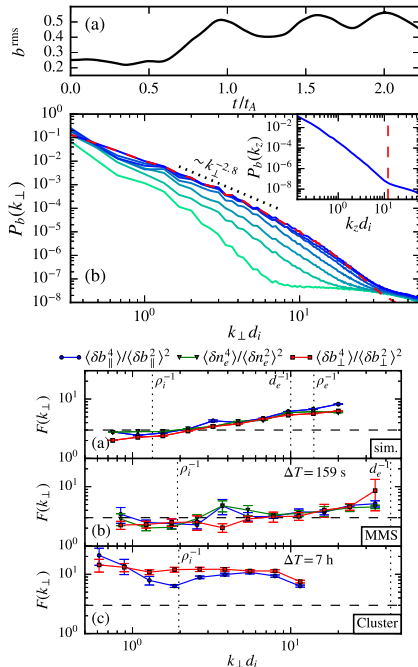 (a)
b^rms
0.5
0.4
0.3
0.2
0.0 0.5 1.0 1.5 2.0
t/t_A
P_b(k_⊥)
10^0
10^-1
10^-2
10^-3
10^-4
10^-5
10^-6
10^-7
10^-8
~ k_⊥^-2.8
(b)
P_b(k_z)
10^-2
10^-4
10^-6
10^-8
10^0 10^1
k_z d_i
10^0 10^1
k_⊥ d_i
⟨δb_∥^4⟩/⟨δb_∥^2⟩^2 ⟨δn_e^4⟩/⟨δn_e^2⟩^2 ⟨δb_⊥^4⟩/⟨δb_⊥^2⟩^2
ρ_i^-1 d_e^-1 ρ_e^-1
F(k_⊥)
10^1
10^0
(a) sim.
ρ_i^-1 ΔT = 159 s d_e^-1
F(k_⊥)
10^1
10^0
(b) MMS
ρ_i^-1 ΔT = 7 h
F(k_⊥)
10^1
10^0
(c) Cluster
10^0 10^1
k_⊥ d_i